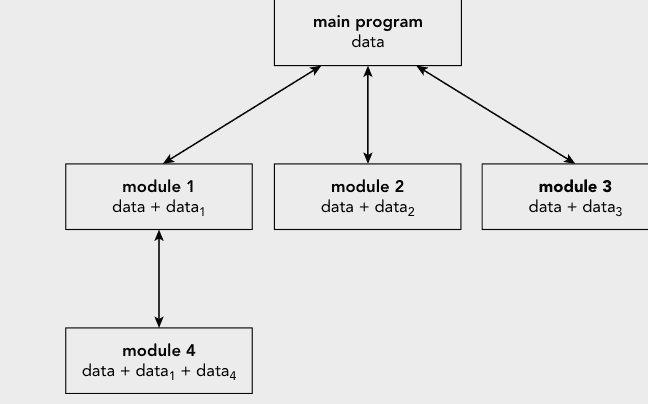 main program
data
module 1
data + data₁
module 2
data + data₂
module 3
data + data₃
module 4
data + data₁ + data₄